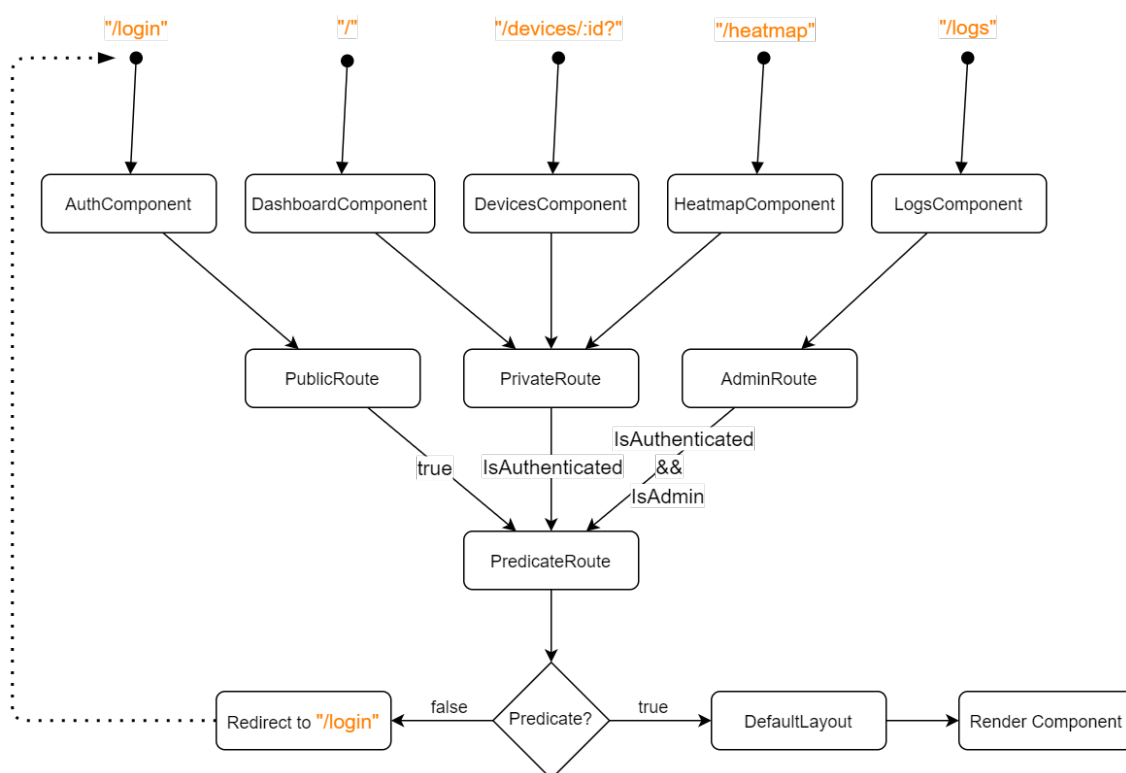 "/login"
"/"
"/devices/:id?"
"/heatmap"
"/logs"
AuthComponent
DashboardComponent
DevicesComponent
HeatmapComponent
LogsComponent
PublicRoute
PrivateRoute
AdminRoute
true
IsAuthenticated
IsAuthenticated
&&
IsAdmin
PredicateRoute
Redirect to "/login"
false
Predicate?
true
DefaultLayout
Render Component